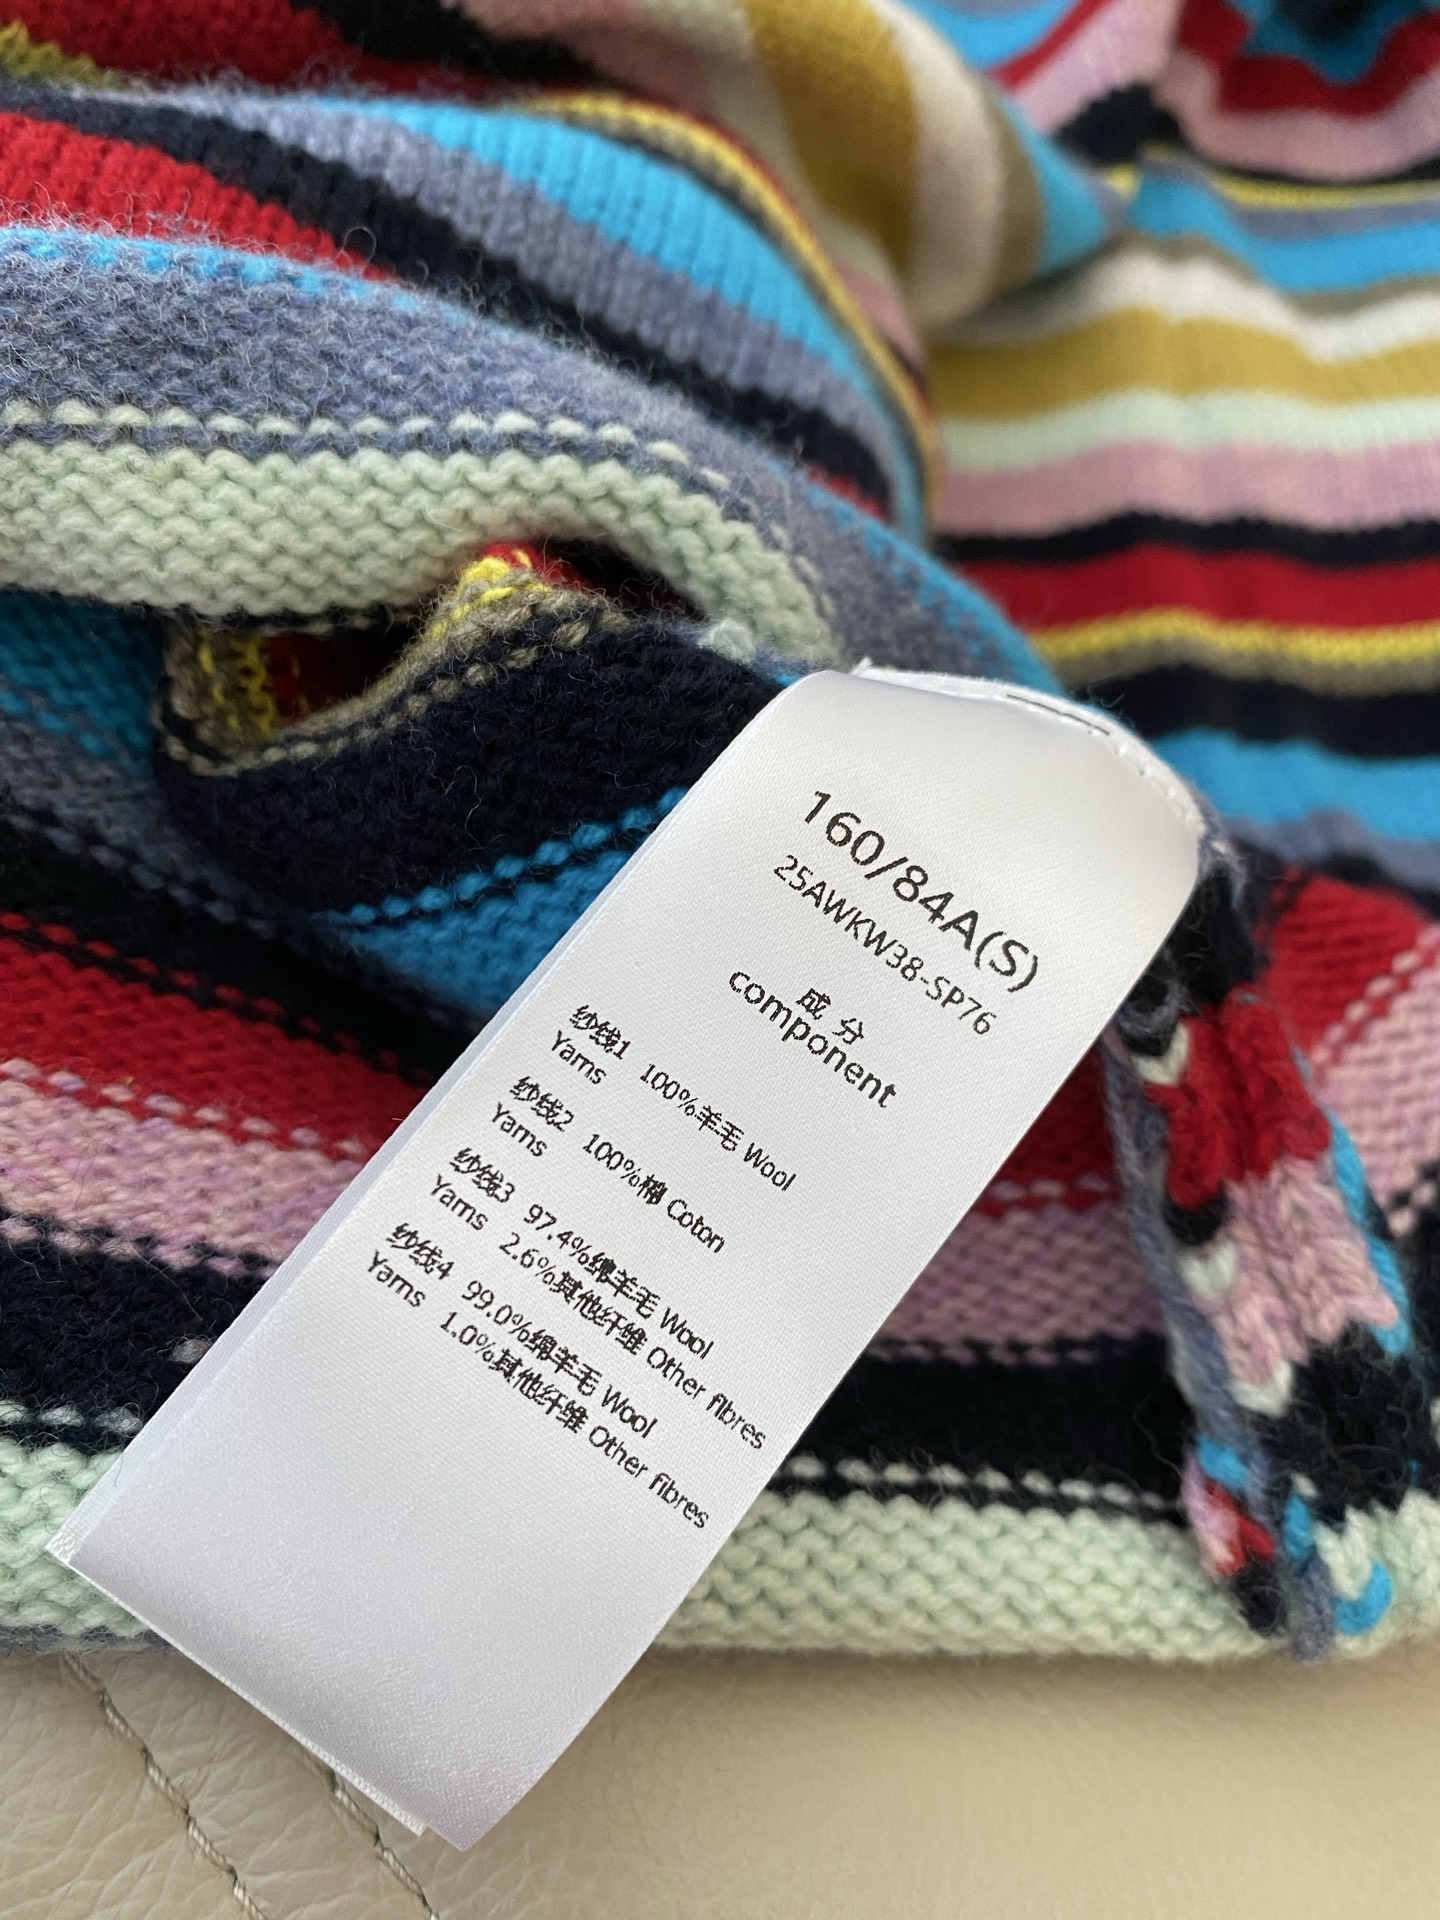 160/84A(S)
25AWKW38-SP76
成 分
component
纱线1 100%羊毛 Wool
Yarns
纱线2 100%棉 Coton
Yarns
纱线3 97.4%绵羊毛 Wool
Yarns 2.6%其他纤维 Other fibres
纱线4 99.0%绵羊毛 Wool
Yarns 1.0%其他纤维 Other fibres